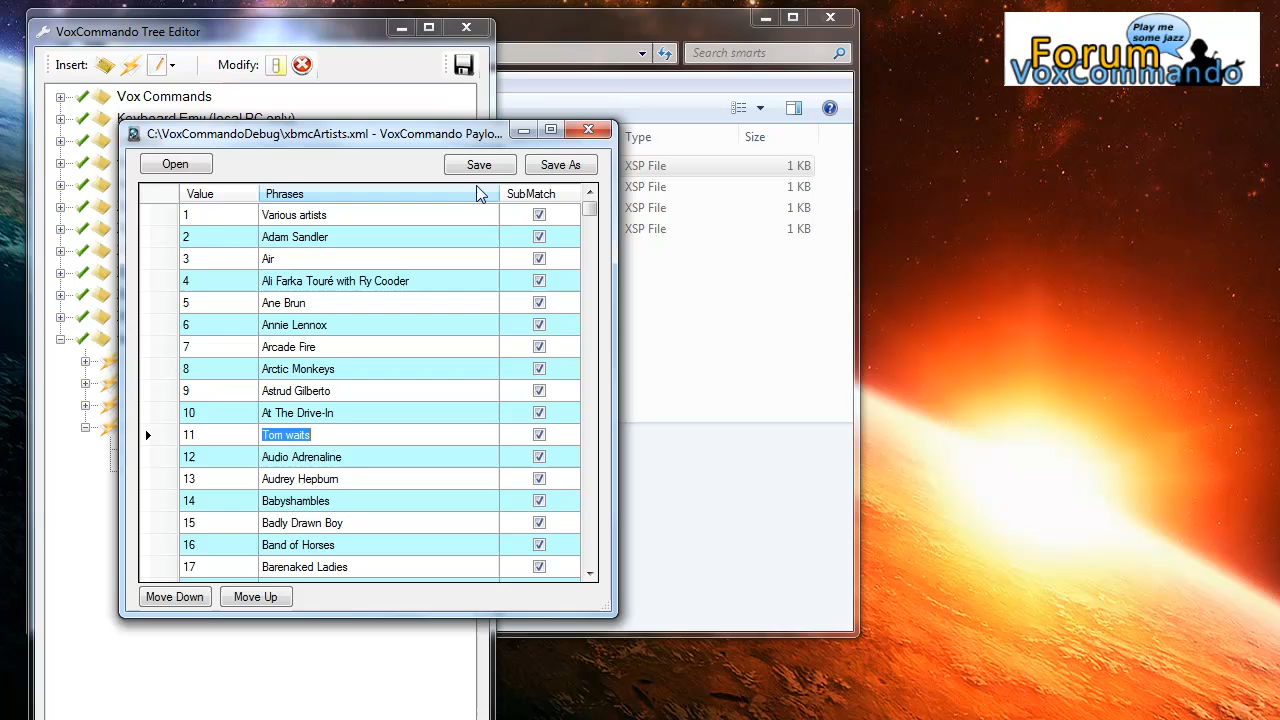 VoxCommando Tree Editor
Insert:
Modify:
Search smarts
Play me
some jazz
Forum
VoxCommando
Vox Commands
Keyboard Emu (local PC only)
C:\VoxCommandoDebug\xbmcArtists.xml - VoxCommando Paylo...
Open
Save
Save As
Type
Size
Value
Phrases
SubMatch
XSP File 1 KB
XSP File 1 KB
XSP File 1 KB
XSP File 1 KB
1 Various artists
2 Adam Sandler
3 Air
4 Ali Farka Touré with Ry Cooder
5 Ane Brun
6 Annie Lennox
7 Arcade Fire
8 Arctic Monkeys
9 Astrud Gilberto
10 At The Drive-In
11 Tom waits
12 Audio Adrenaline
13 Audrey Hepburn
14 Babyshambles
15 Badly Drawn Boy
16 Band of Horses
17 Barenaked Ladies
Move Down
Move Up